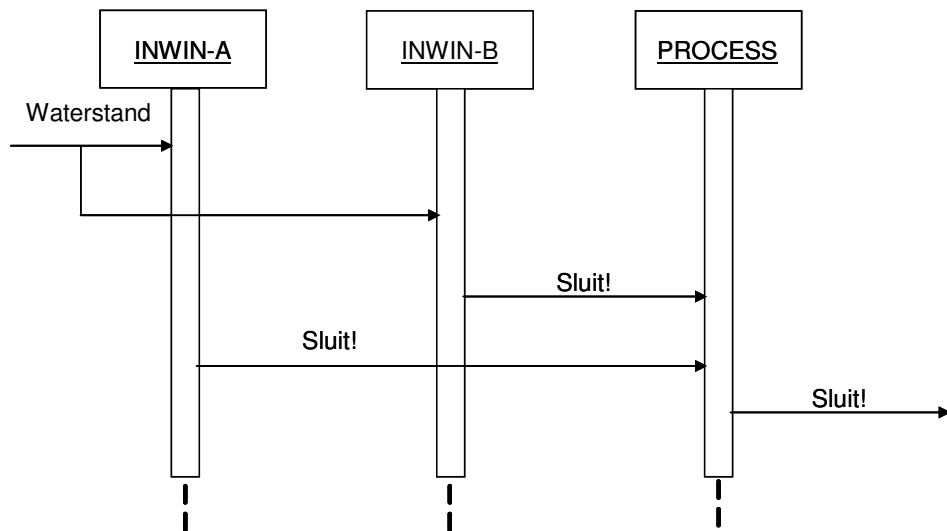 INWIN-A
INWIN-B
PROCESS
Waterstand
Sluit!
Sluit!
Sluit!